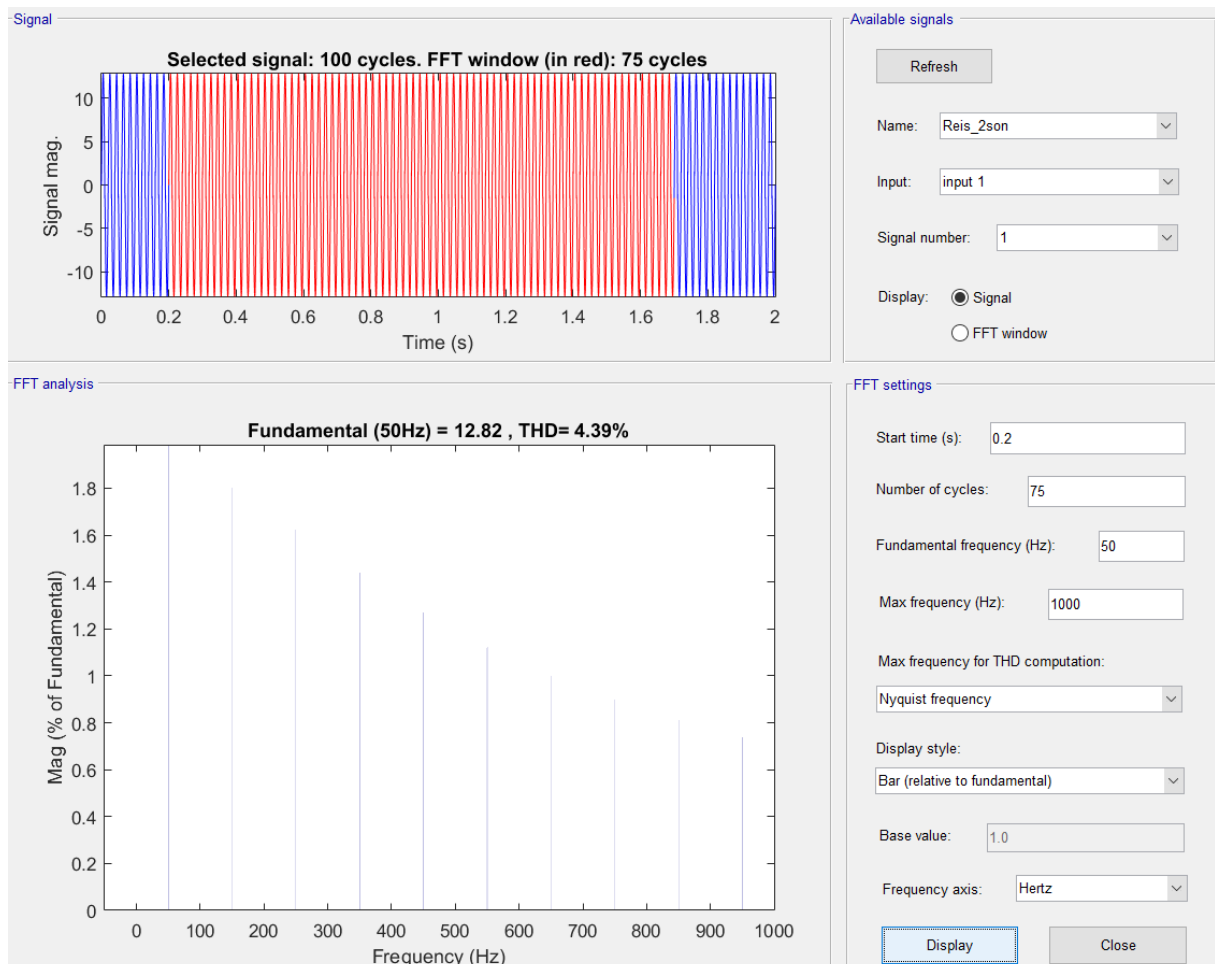 Signal
Selected signal: 100 cycles. FFT window (in red): 75 cycles
10
5
0
-5
-10
Signal mag.
0 0.2 0.4 0.6 0.8 1 1.2 1.4 1.6 1.8 2
Time (s)
Available signals
Refresh
Name: Reis_2son
Input: input 1
Signal number: 1
Display: Signal
FFT window
FFT analysis
Fundamental (50Hz) = 12.82 , THD= 4.39%
1.8
1.6
1.4
1.2
1
0.8
0.6
0.4
0.2
0
Mag (% of Fundamental)
0 100 200 300 400 500 600 700 800 900 1000
Frequency (Hz)
FFT settings
Start time (s): 0.2
Number of cycles: 75
Fundamental frequency (Hz): 50
Max frequency (Hz): 1000
Max frequency for THD computation:
Nyquist frequency
Display style:
Bar (relative to fundamental)
Base value: 1.0
Frequency axis: Hertz
Display Close